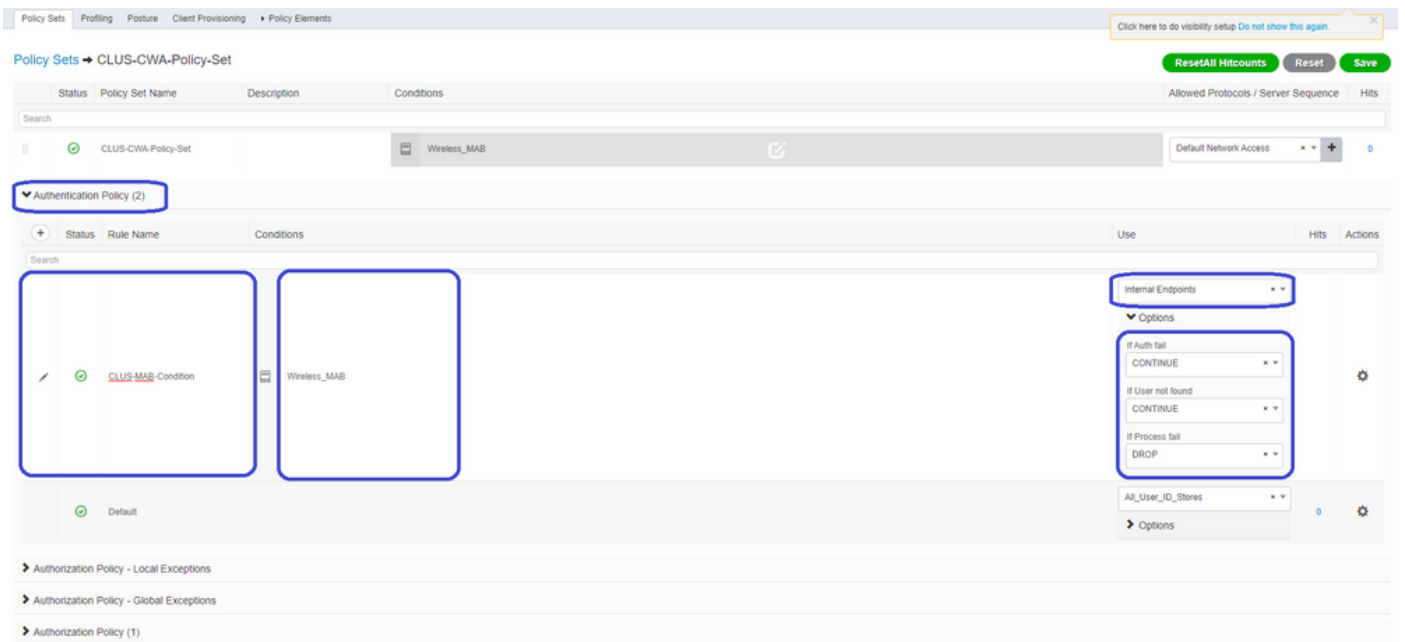 Policy Sets Profiling Posture Client Provisioning Policy Elements
Click here to do visibility setup Do not show this again.
Policy Sets → CLUS-CWA-Policy-Set
ResetAll Hitcounts Reset Save
Status Policy Set Name Description Conditions Allowed Protocols / Server Sequence Hits
Search
CLUS-CWA-Policy-Set Wireless_MAB Default Network Access 0
Authentication Policy (2)
Status Rule Name Conditions Use Hits Actions
Search
Internal Endpoints
Options
If Auth fail
CONTINUE
CLUS-MAB-Condition Wireless_MAB
If User not found
CONTINUE
If Process fail
DROP
All_User_ID_Stores
Default 0
Options
Authorization Policy - Local Exceptions
Authorization Policy - Global Exceptions
Authorization Policy (1)